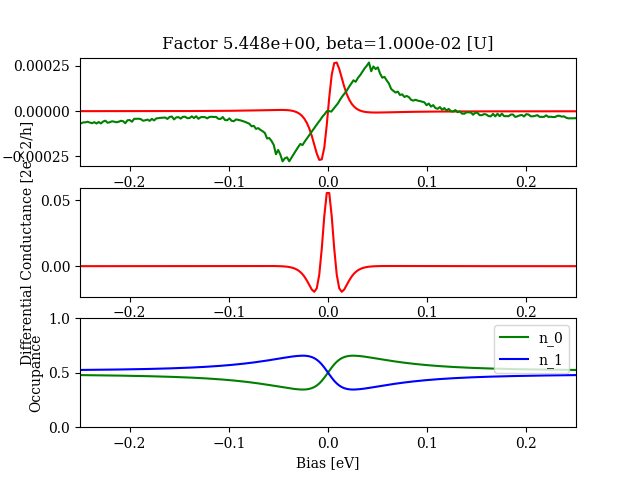 Factor 5.448e+00, beta=1.000e-02 [U]
0.00025
0.00000
−0.00025
−0.2 −0.1 0.0 0.1 0.2
0.05
0.00
−0.2 −0.1 0.0 0.1 0.2
Differential Conductance [2e^2/h]
1.0
0.5
0.0
Occupance
n_0
n_1
−0.2 −0.1 0.0 0.1 0.2
Bias [eV]